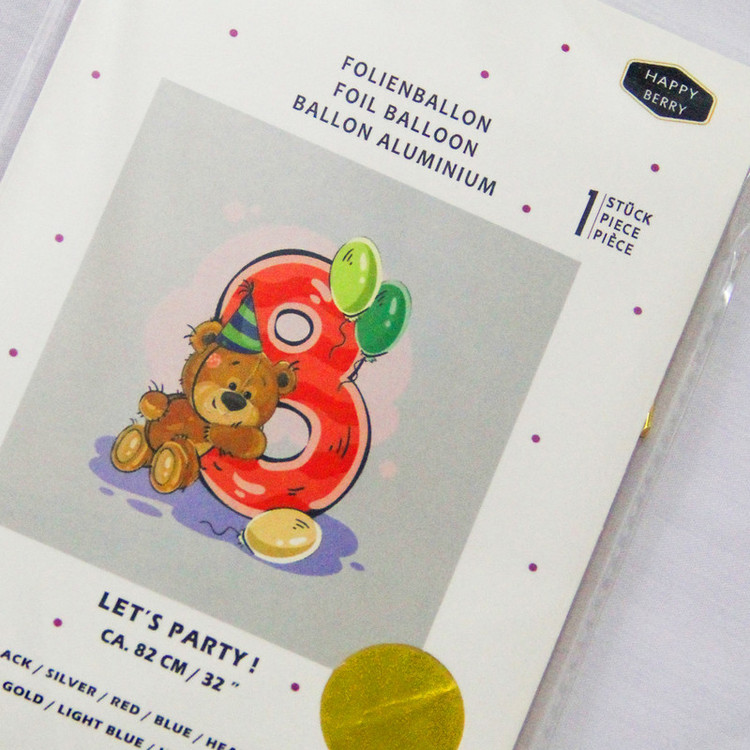 FOLIENBALLON
FOIL BALLOON
BALLON ALUMINIUM
HAPPY
BERRY
1
STÜCK
PIECE
PIÈCE
8
LET'S PARTY!
CA. 82 CM / 32"
/ SILVER / RED / BLUE /
GOLD / LIGHT BLUE /